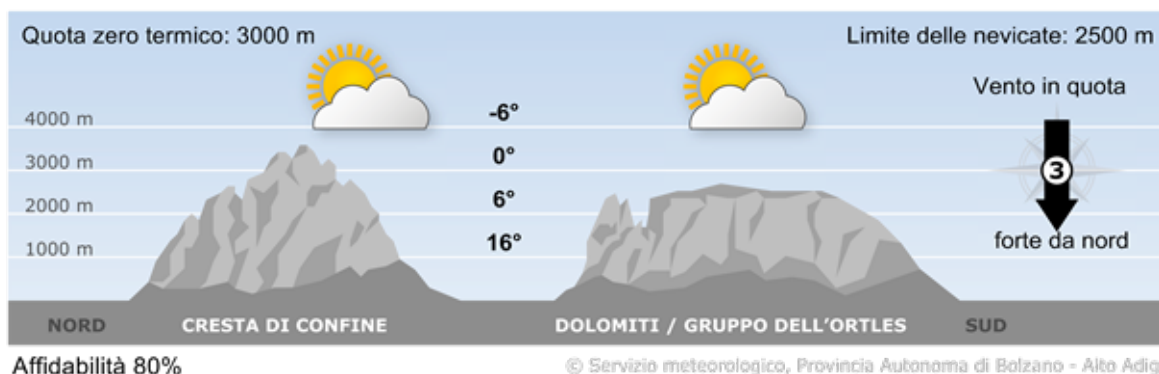 Quota zero termico: 3000 m
Limite delle nevicate: 2500 m
Vento in quota
4000 m
-6°
3000 m
0°
3
2000 m
6°
1000 m
16°
forte da nord
NORD
CRESTA DI CONFINE
DOLOMITI / GRUPPO DELL'ORTLES
SUD
Affidabilità 80%
© Servizio meteorologico, Provincia Autonoma di Bolzano - Alto Adig